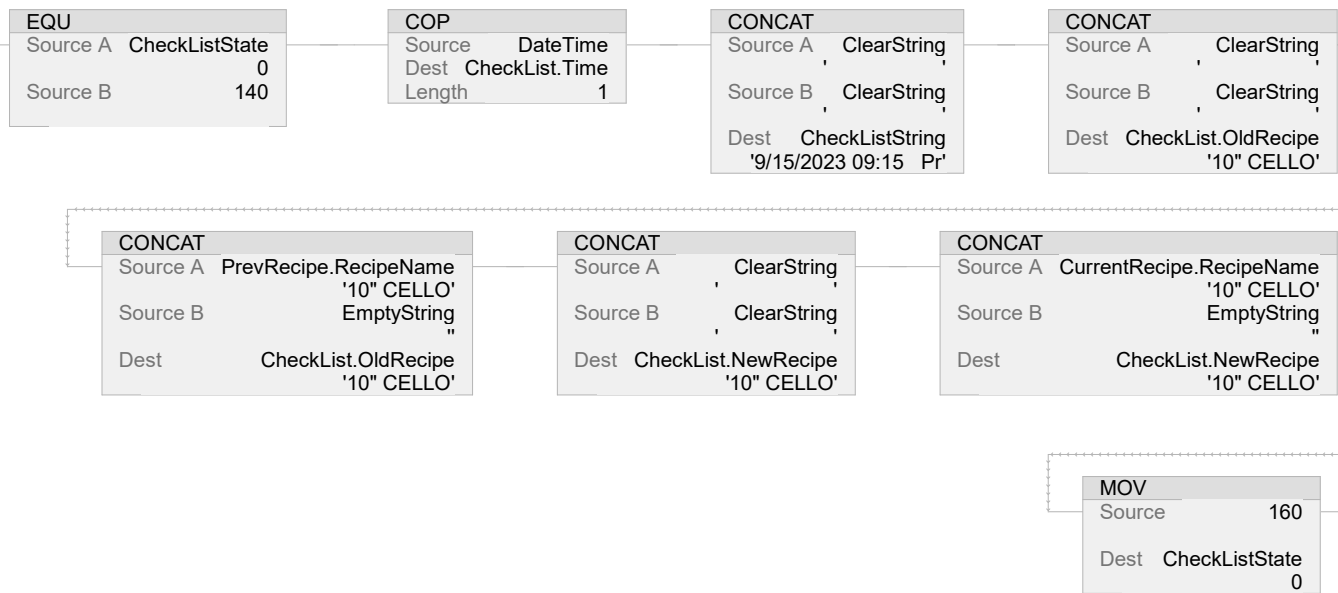 EQU
Source A CheckListState
0
Source B 140
COP
Source DateTime
Dest CheckList.Time
Length 1
CONCAT
Source A ClearString
' '
Source B ClearString
' '
Dest CheckListString
'9/15/2023 09:15   Pr'
CONCAT
Source A ClearString
' '
Source B ClearString
' '
Dest CheckList.OldRecipe
'10" CELLO'
CONCAT
Source A PrevRecipe.RecipeName
'10" CELLO'
Source B EmptyString
''
Dest CheckList.OldRecipe
'10" CELLO'
CONCAT
Source A ClearString
' '
Source B ClearString
' '
Dest CheckList.NewRecipe
'10" CELLO'
CONCAT
Source A CurrentRecipe.RecipeName
'10" CELLO'
Source B EmptyString
''
Dest CheckList.NewRecipe
'10" CELLO'
MOV
Source 160
Dest CheckListState
0